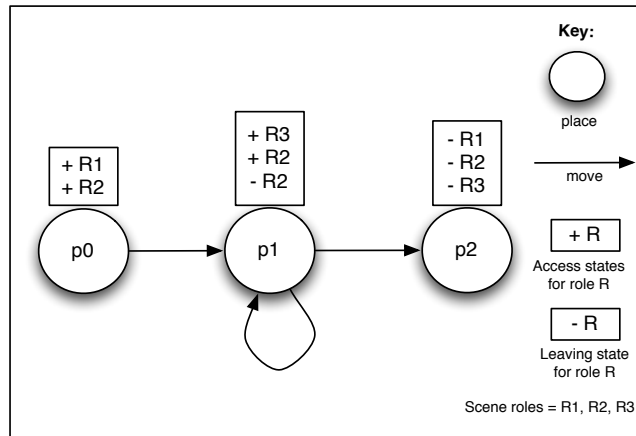 + R1
+ R2
p0
+ R3
+ R2
- R2
p1
- R1
- R2
- R3
p2
Key:
place
move
+ R
Access states
for role R
- R
Leaving state
for role R
Scene roles = R1, R2, R3